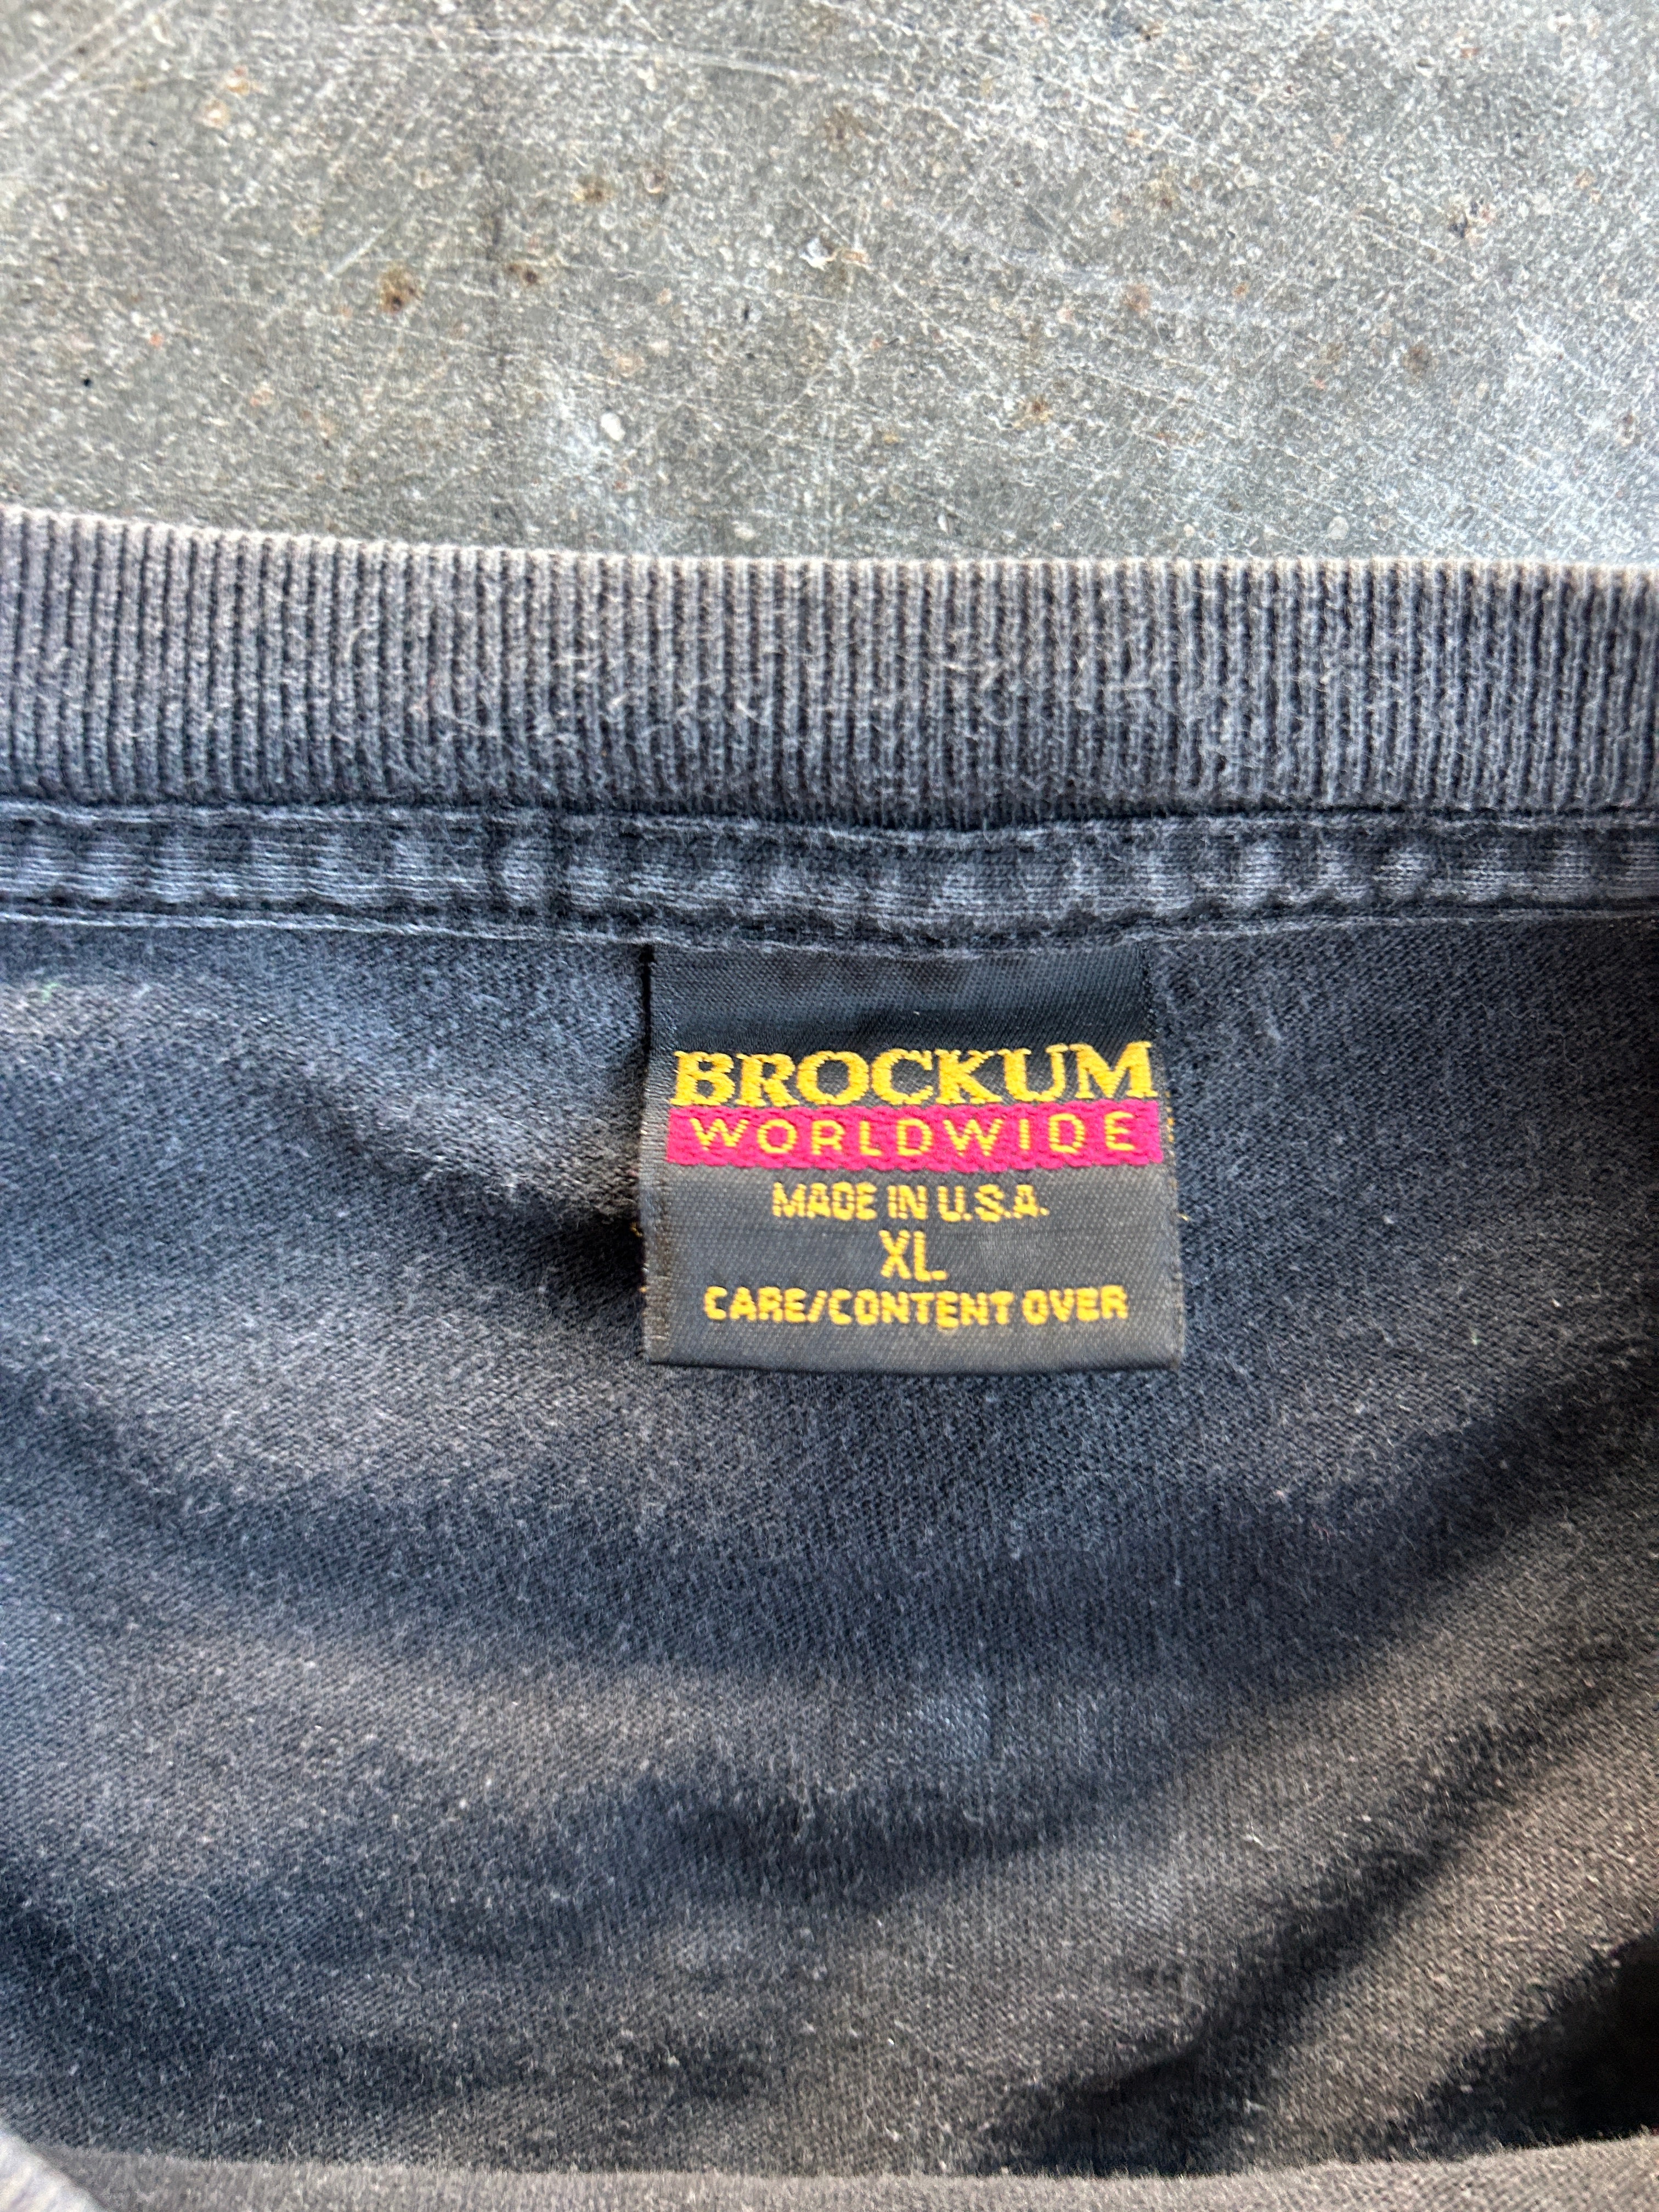 BROCKUM
WORLDWIDE
MADE IN U.S.A.
XL
CARE/CONTENT OVER